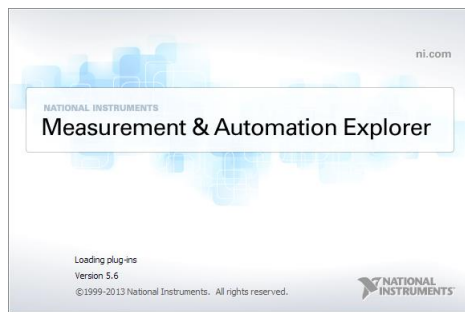 ni.com
NATIONAL INSTRUMENTS
Measurement & Automation Explorer
Loading plug-ins
Version 5.6
©1999-2013 National Instruments. All rights reserved.
NATIONAL
INSTRUMENTS